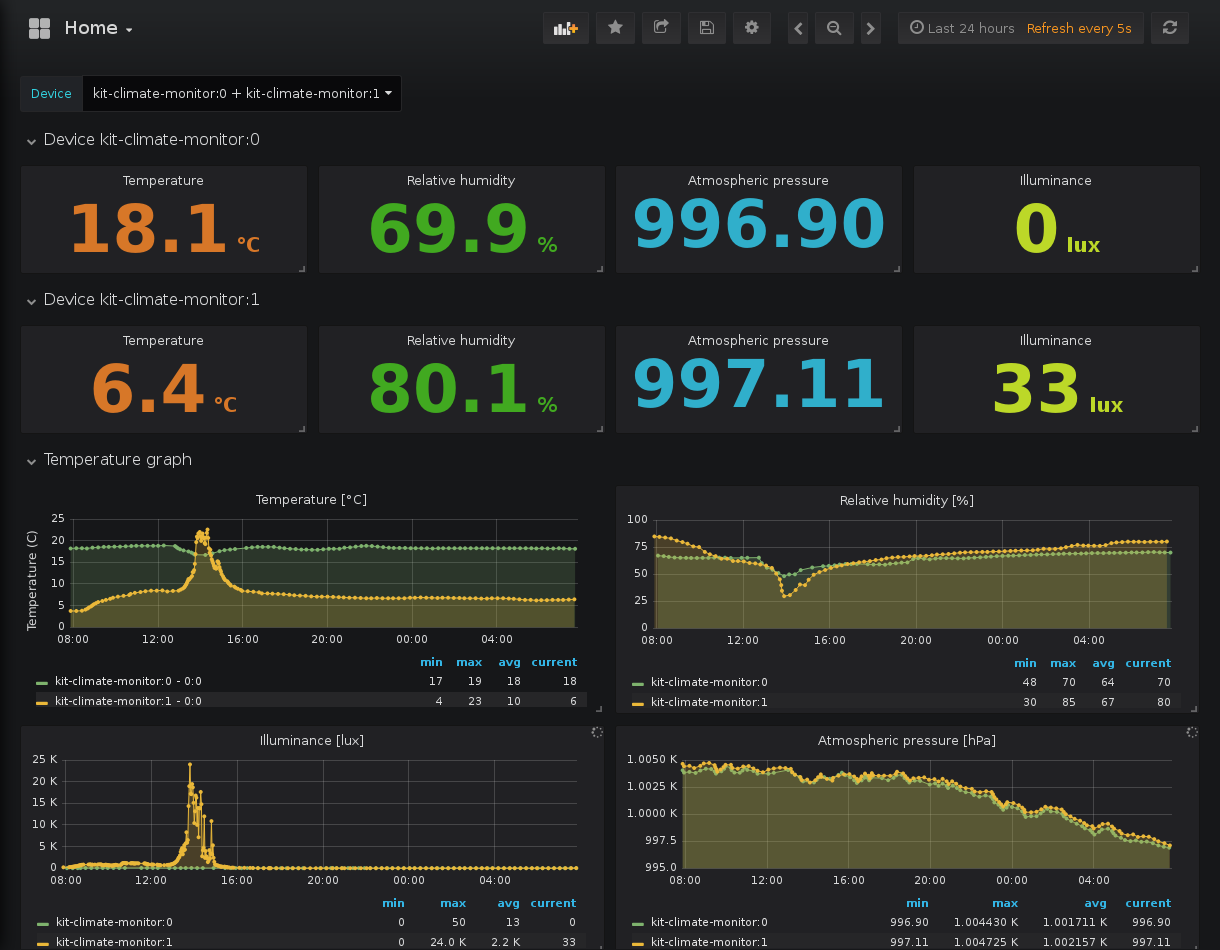 Home
Last 24 hours Refresh every 5s
Device kit-climate-monitor:0 + kit-climate-monitor:1
Device kit-climate-monitor:0
Temperature Relative humidity Atmospheric pressure Illuminance
18.1 °C 69.9 % 996.90 0 lux
Device kit-climate-monitor:1
Temperature Relative humidity Atmospheric pressure Illuminance
6.4 °C 80.1 % 997.11 33 lux
Temperature graph
Temperature [°C]
Temperature (C)
25
20
15
10
5
0
08:00 12:00 16:00 20:00 00:00 04:00
min max avg current
kit-climate-monitor:0 - 0:0 17 19 18 18
kit-climate-monitor:1 - 0:0 4 23 10 6
Relative humidity [%]
100
75
50
25
0
08:00 12:00 16:00 20:00 00:00 04:00
min max avg current
kit-climate-monitor:0 48 70 64 70
kit-climate-monitor:1 30 85 67 80
Illuminance [lux]
25 K
20 K
15 K
10 K
5 K
0
08:00 12:00 16:00 20:00 00:00 04:00
min max avg current
kit-climate-monitor:0 0 50 13 0
kit-climate-monitor:1 0 24.0 K 2.2 K 33
Atmospheric pressure [hPa]
1.0050 K
1.0025 K
1.0000 K
997.5
995.0
08:00 12:00 16:00 20:00 00:00 04:00
min max avg current
kit-climate-monitor:0 996.90 1.004430 K 1.001711 K 996.90
kit-climate-monitor:1 997.11 1.004725 K 1.002157 K 997.11